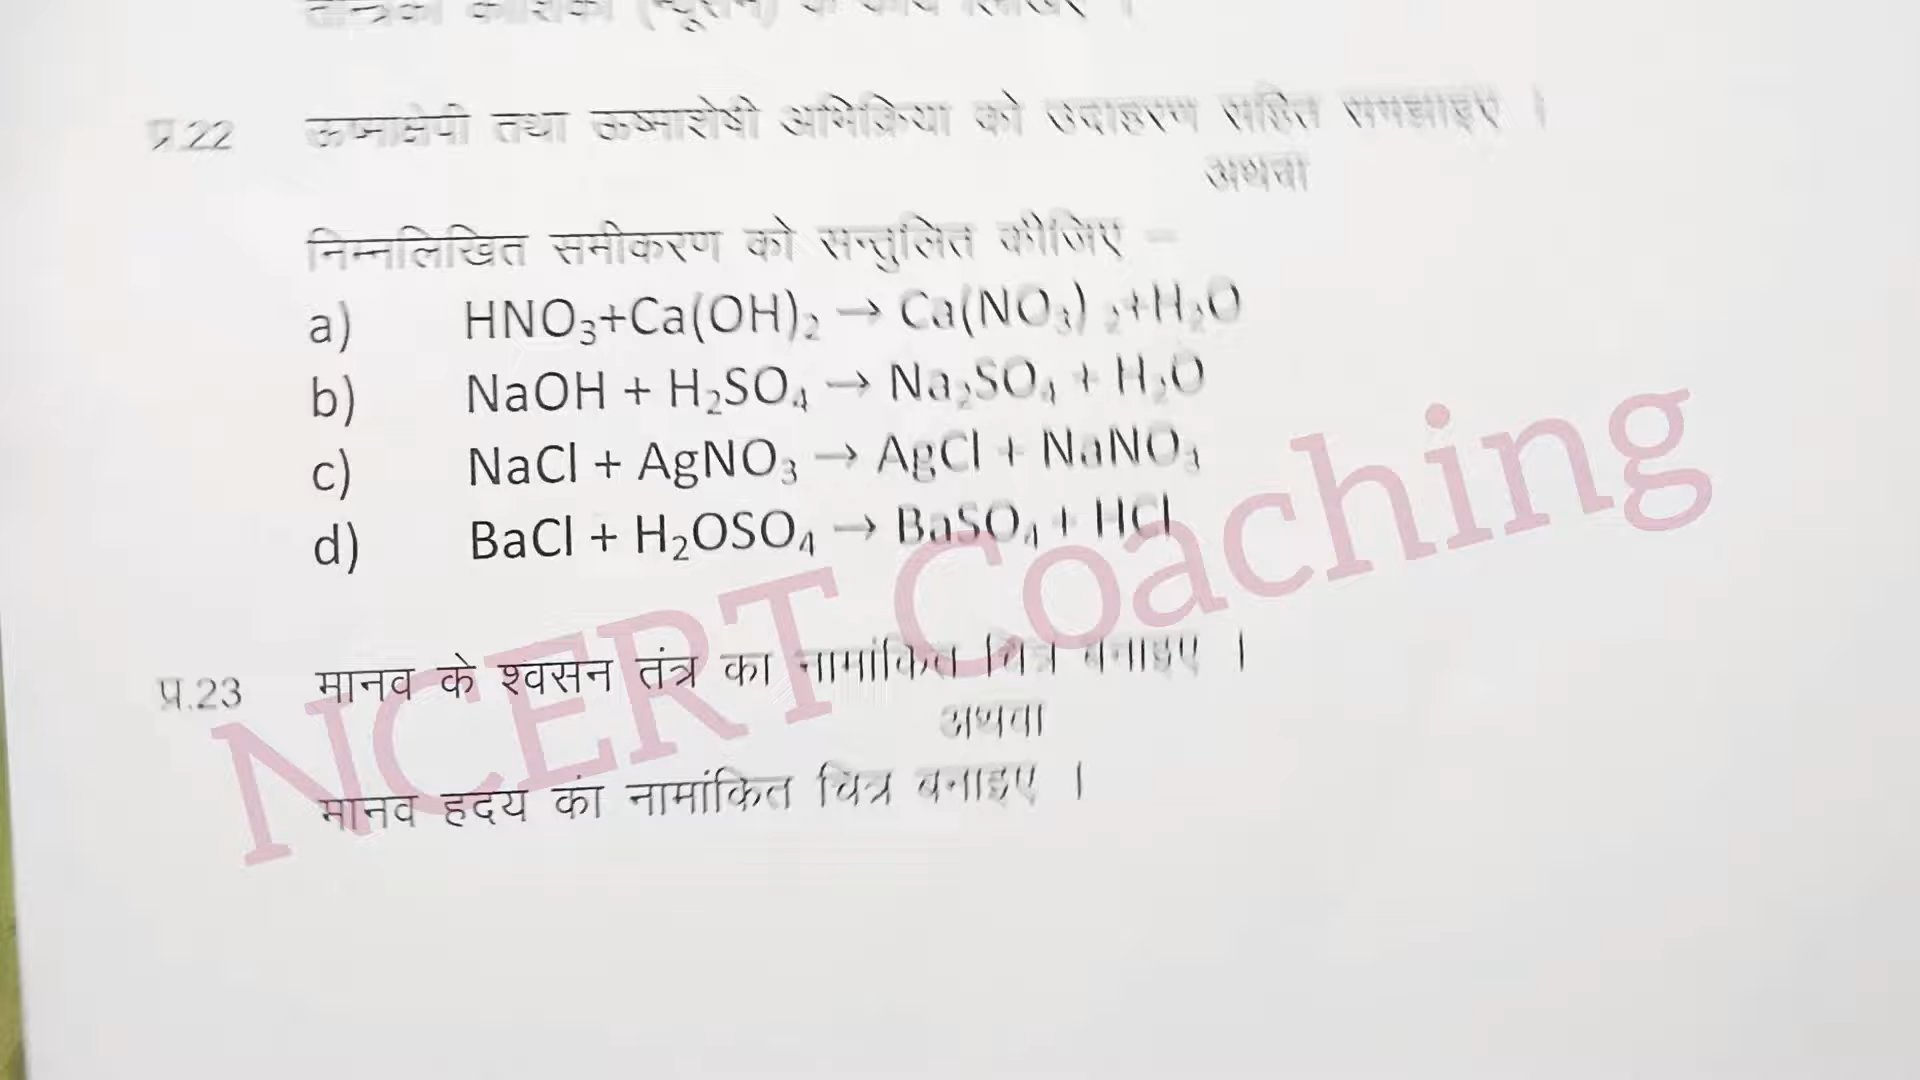 प्र.22 ऊष्माक्षेपी तथा ऊष्माशोषी अभिक्रिया को उदाहरण सहित समझाइए ।
अथवा
निम्नलिखित समीकरण को सन्तुलित कीजिए –
a) HNO₃+Ca(OH)₂ → Ca(NO₃) ₂+H₂O
b) NaOH + H₂SO₄ → Na₂SO₄ + H₂O
c) NaCl + AgNO₃ → AgCl + NaNO₃
d) BaCl + H₂OSO₄ → BaSO₄ + HCl
प्र.23 मानव के श्वसन तंत्र का नामांकित चित्र बनाइए ।
अथवा
मानव हृदय का नामांकित चित्र बनाइए ।
NCERT Coaching